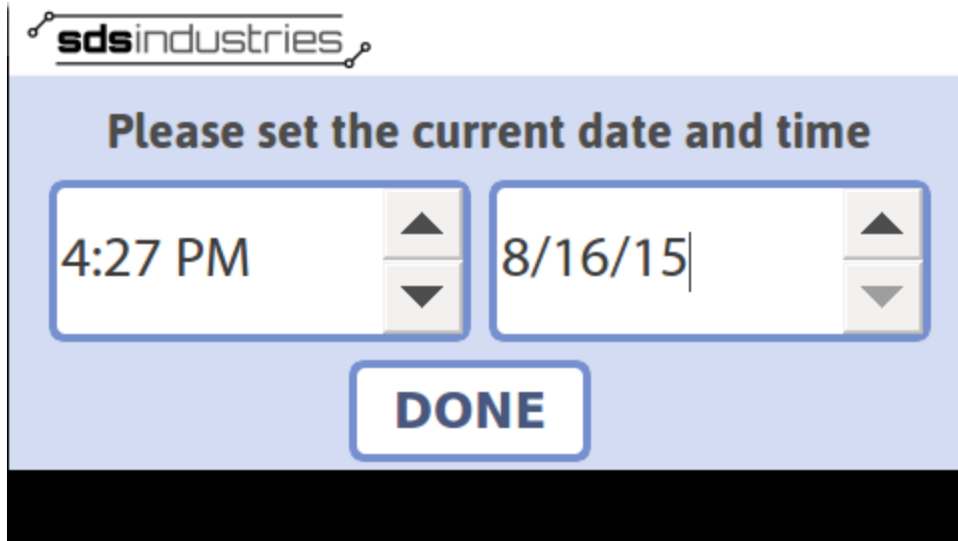 sdsindustries
Please set the current date and time
4:27 PM
8/16/15
DONE